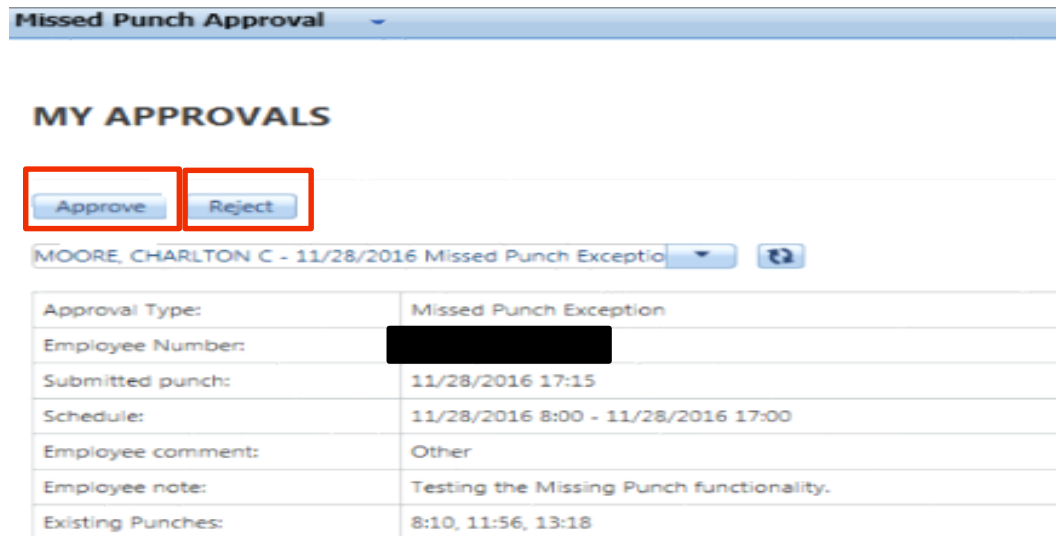 Missed Punch Approval
MY APPROVALS
Approve Reject
MOORE, CHARLTON C - 11/28/2016 Missed Punch Exceptio
Approval Type: Missed Punch Exception
Employee Number:
Submitted punch: 11/28/2016 17:15
Schedule: 11/28/2016 8:00 - 11/28/2016 17:00
Employee comment: Other
Employee note: Testing the Missing Punch functionality.
Existing Punches: 8:10, 11:56, 13:18